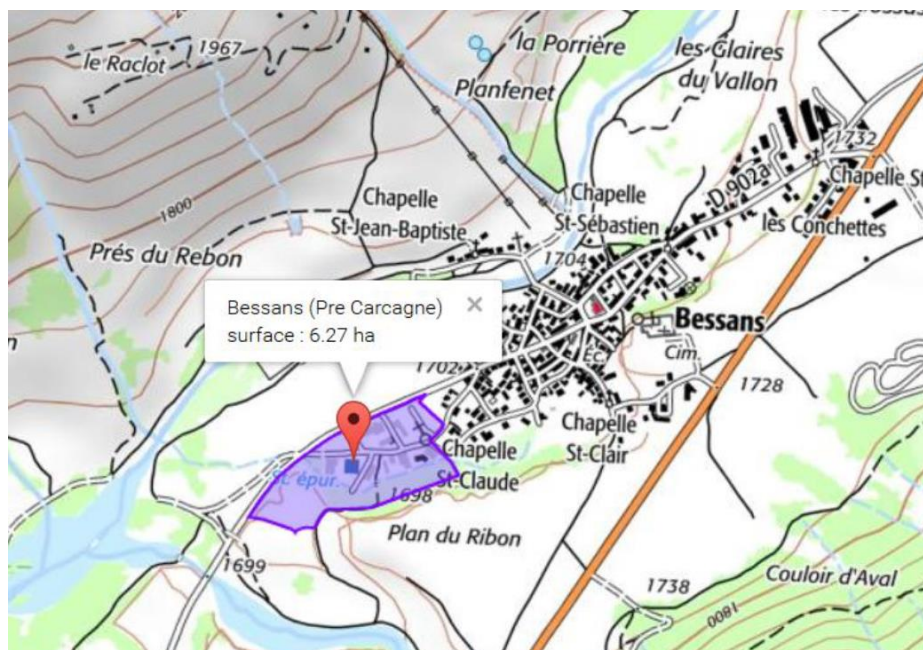 1967
le Raclot
la Porrière
Planfenet
les Glaires
du Vallon
1732
Chapelle St
D 902a
les Conchettes
1800
Chapelle
St-Jean-Baptiste
Chapelle
St-Sébastien
1704
Prés du Rebon
Bessans (Pre Carcagne) ×
surface : 6.27 ha
Bessans
Éc.
Cim.
1702
1728
Chapelle
St-Clair
Chapelle
St-Claude
épur.
1698
Plan du Ribon
1699
1738
Couloir d'Aval
1800